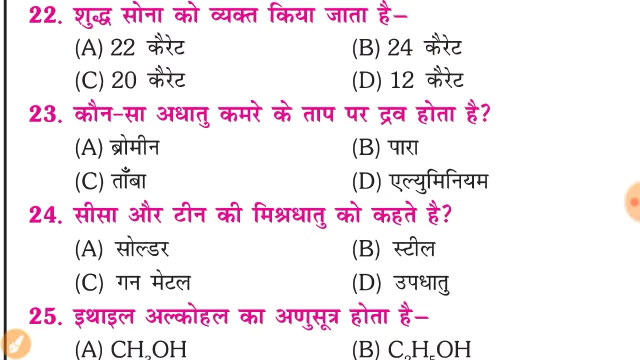 22. शुद्ध सोना को व्यक्त किया जाता है–
(A) 22 कैरेट (B) 24 कैरेट
(C) 20 कैरेट (D) 12 कैरेट
23. कौन-सा अधातु कमरे के ताप पर द्रव होता है?
(A) ब्रोमीन (B) पारा
(C) ताँबा (D) एल्युमिनियम
24. सीसा और टीन की मिश्रधातु को कहते है?
(A) सोल्डर (B) स्टील
(C) गन मेटल (D) उपधातु
25. इथाइल अल्कोहल का अणुसूत्र होता है–
(A) CH₃OH (B) C₂H₅OH